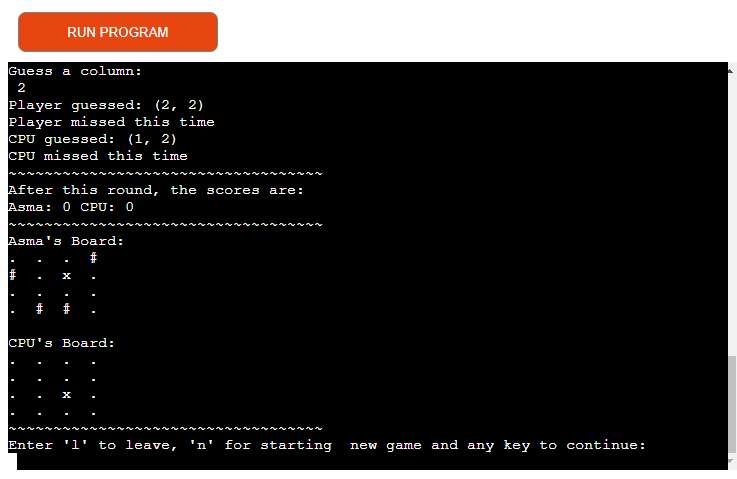 RUN PROGRAM
Guess a column:
2
Player guessed: (2, 2)
Player missed this time
CPU guessed: (1, 2)
CPU missed this time
~~~~~~~~~~~~~~~~~~~~~~~~~~~~~~~~~~~
After this round, the scores are:
Asma: 0 CPU: 0
~~~~~~~~~~~~~~~~~~~~~~~~~~~~~~~~~~~
Asma's Board:
. . . #
# . x .
. . . .
. # # .
CPU's Board:
. . . .
. . . .
. . x .
. . . .
~~~~~~~~~~~~~~~~~~~~~~~~~~~~~~~~~~~
Enter 'l' to leave, 'n' for starting  new game and any key to continue: